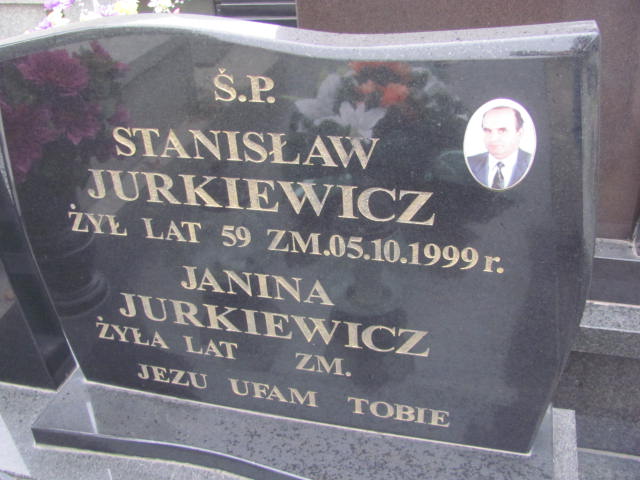 Ś.P.
STANISŁAW
JURKIEWICZ
ŻYŁ LAT 59 ZM.05.10.1999 r.
JANINA
JURKIEWICZ
ŻYŁA LAT ZM.
JEZU UFAM TOBIE